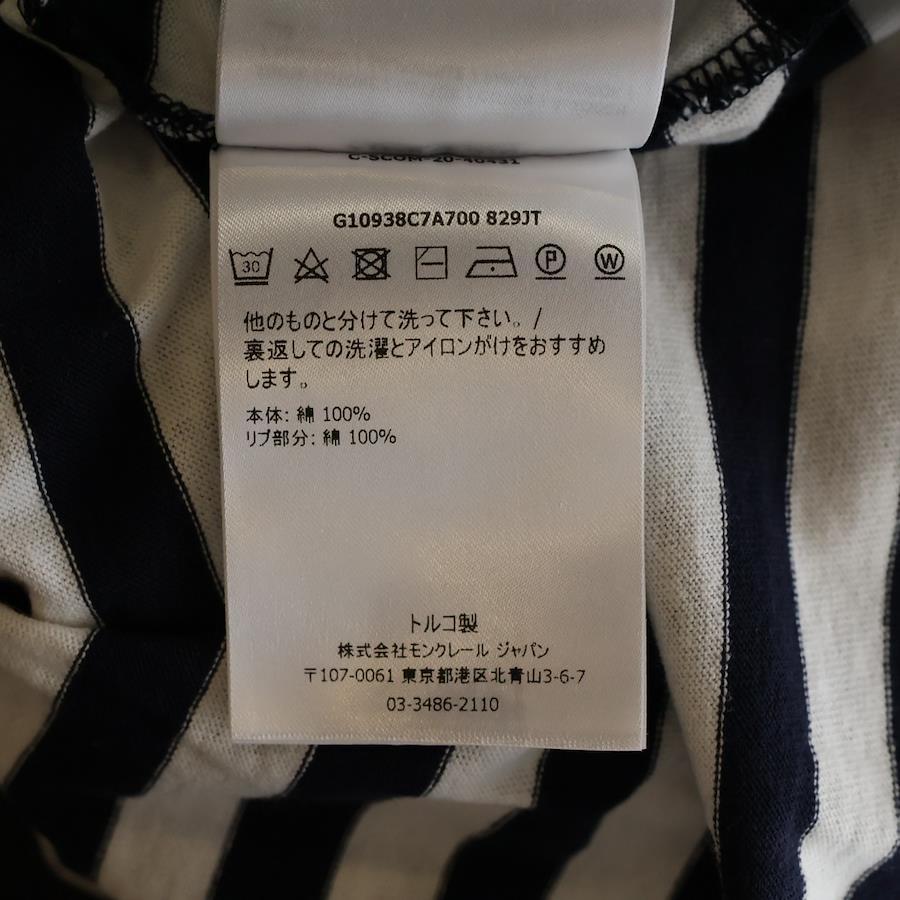 C-SCOM-20-40431
G10938C7A700 829JT
30
P
W
他のものと分けて洗って下さい。/
裏返しての洗濯とアイロンがけをおすすめ
します。
本体: 綿 100%
リブ部分: 綿 100%
トルコ製
株式会社モンクレール ジャパン
〒107-0061 東京都港区北青山3-6-7
03-3486-2110